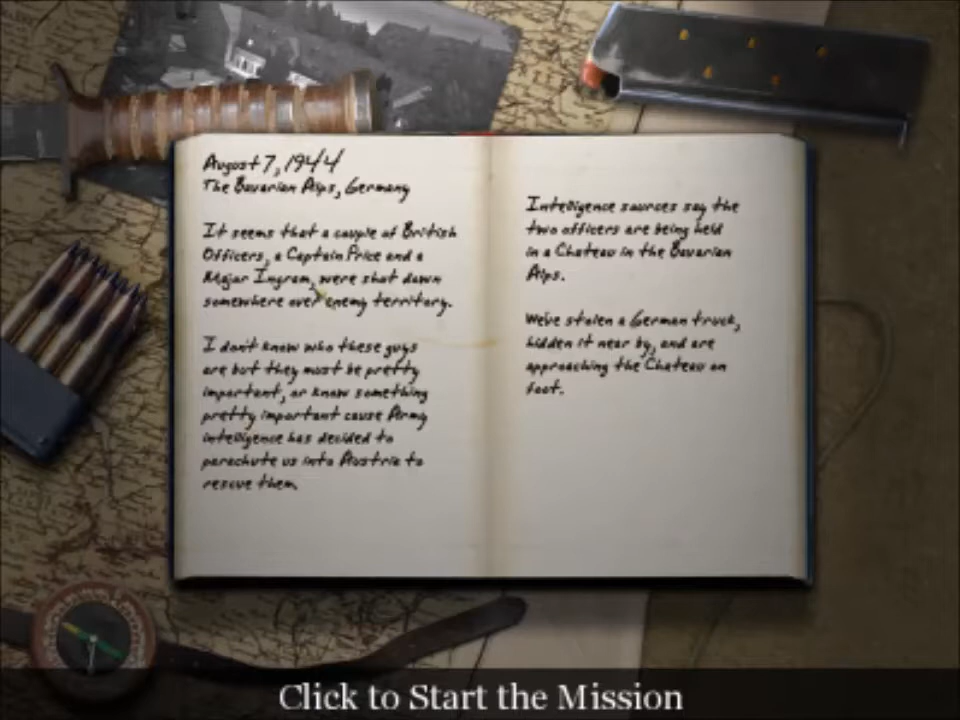 August 7, 1944
The Bavarian Alps, Germany
It seems that a couple of British
Officers, a Captain Price and a
Major Ingram, were shot down
somewhere over enemy territory.
I don't know who these guys
are but they must be pretty
important, or know something
pretty important cause Army
intelligence has decided to
parachute us into Austria to
rescue them.
Intelligence sources say the
two officers are being held
in a Chateau in the Bavarian
Alps.
We've stolen a German truck,
hidden it near by, and are
approaching the Chateau on
foot.
Click to Start the Mission